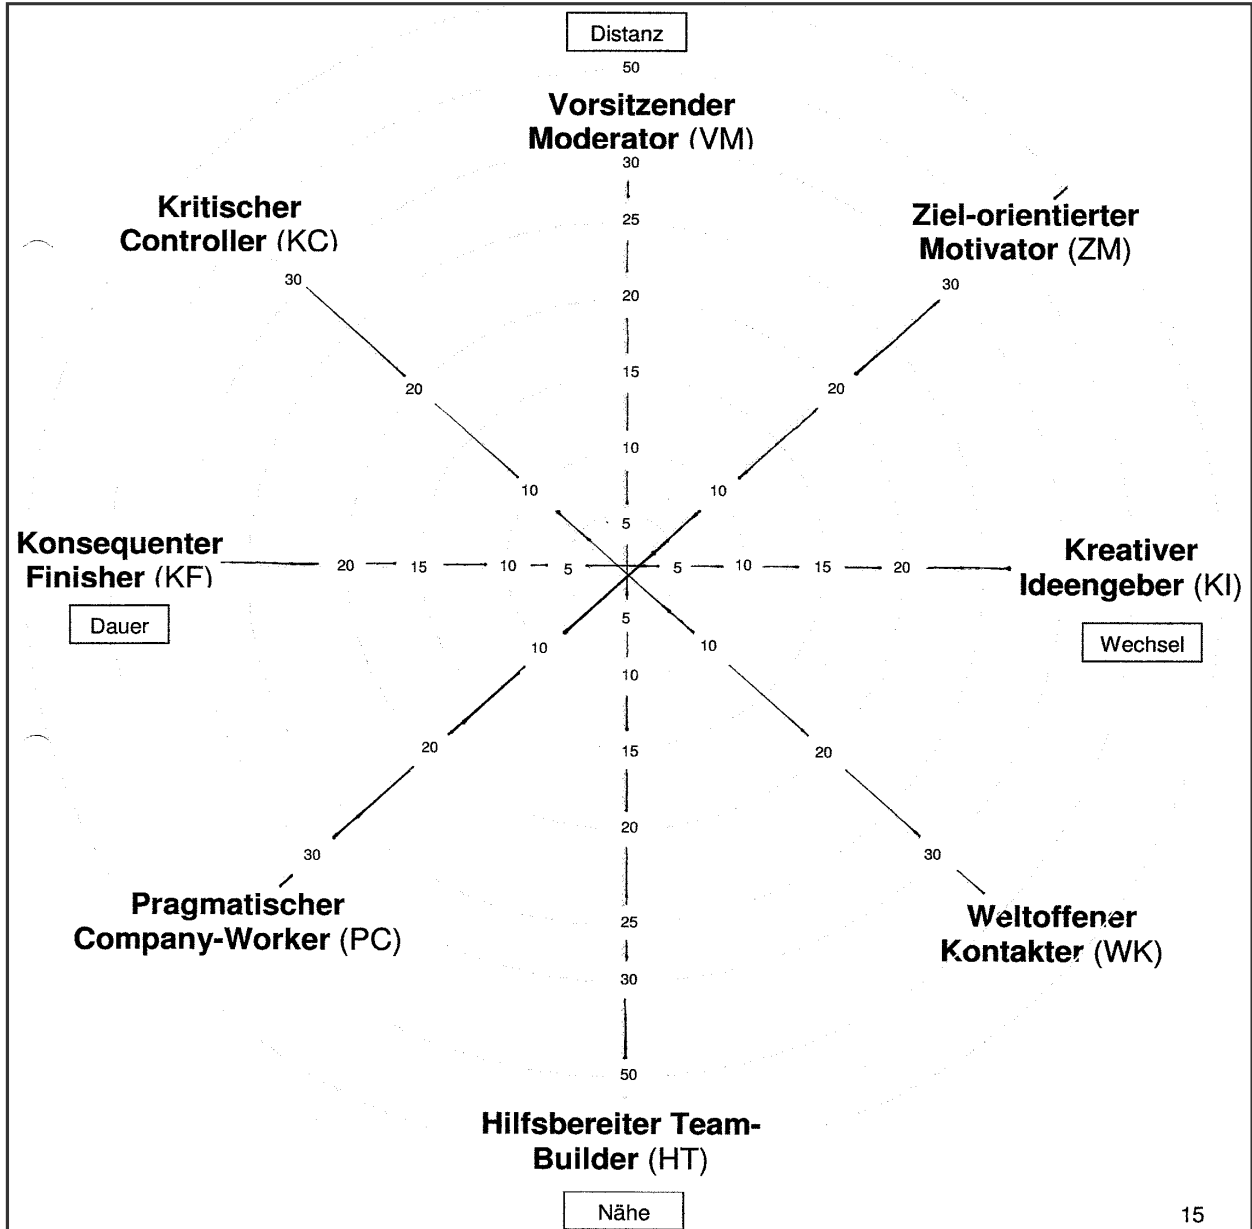 Distanz
50
Vorsitzender
Moderator (VM)
30
Kritischer
Controller (KC)
Ziel-orientierter
Motivator (ZM)
25
30
30
20
15
20
20
10
10
10
5
Konsequenter
Finisher (KF)
20 15 10 5 5 10 15 20
Kreativer
Ideengeber (KI)
Dauer
Wechsel
5
10
10
10
15
20
20
20
30
30
Pragmatischer
Company-Worker (PC)
25
Weltoffener
Kontakter (WK)
30
50
Hilfsbereiter Team-
Builder (HT)
Nähe
15